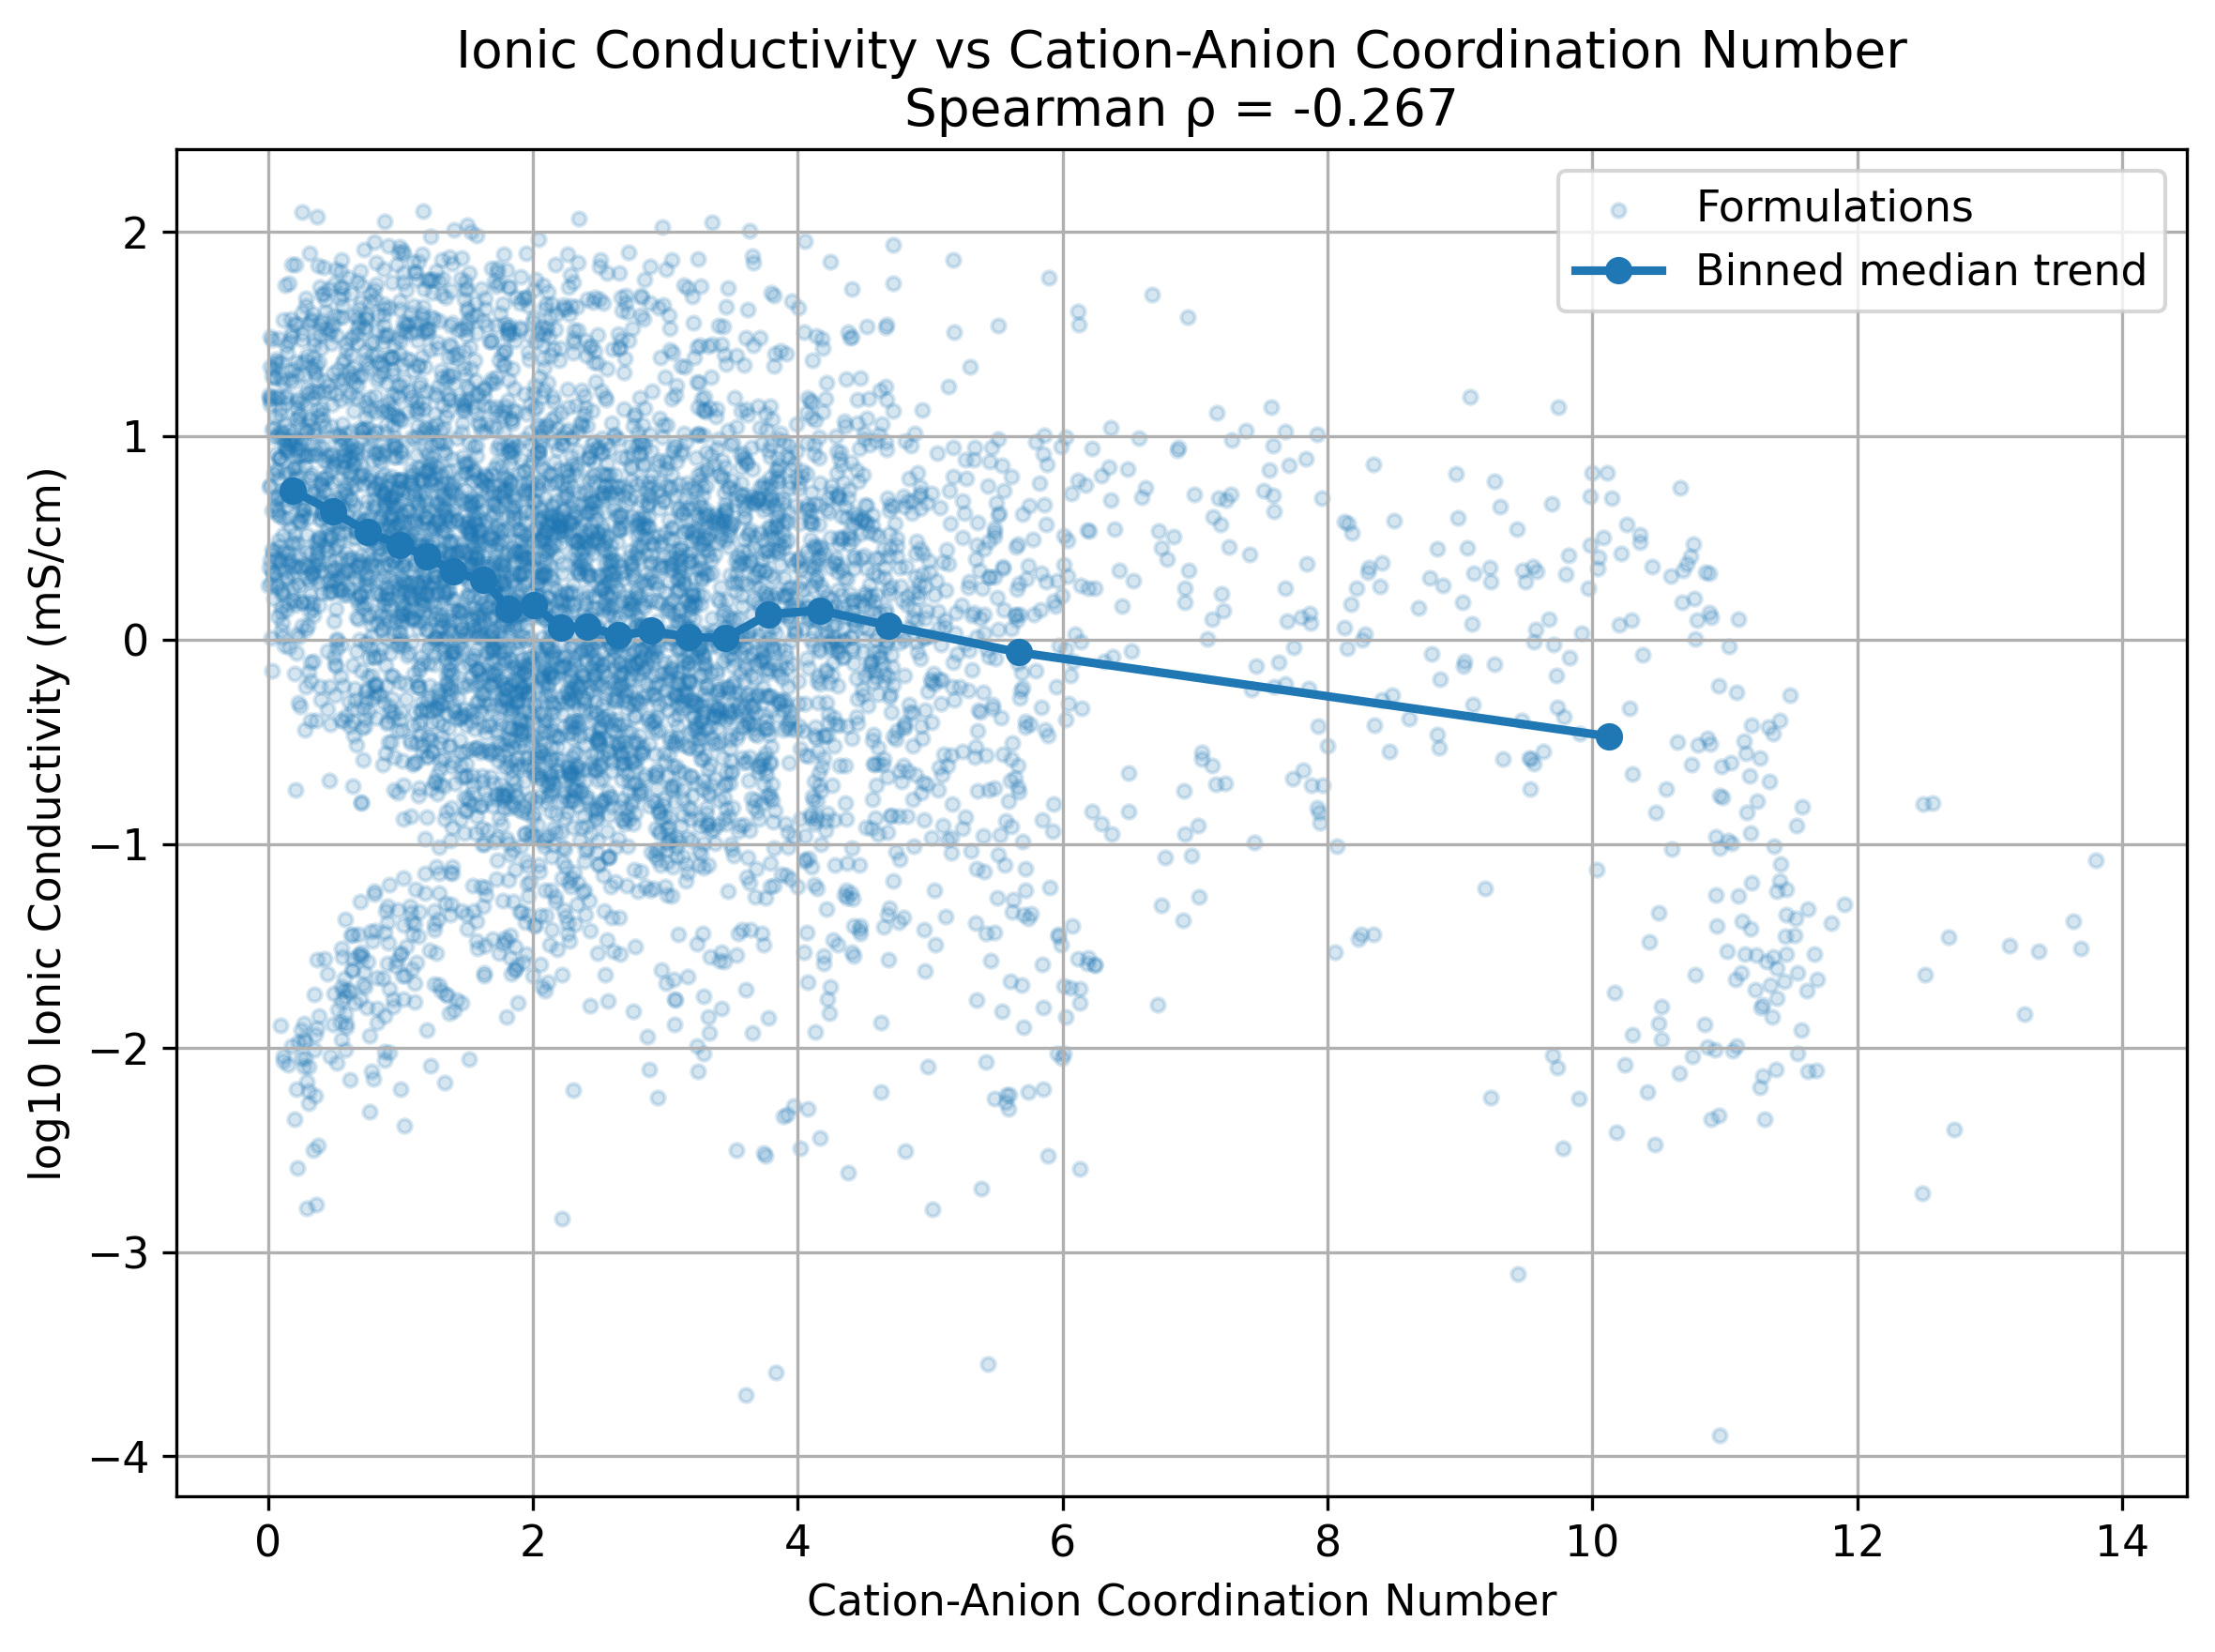 Ionic Conductivity vs Cation-Anion Coordination Number
Spearman ρ = -0.267
Formulations
Binned median trend
log10 Ionic Conductivity (mS/cm)
2
1
0
−1
−2
−3
−4
0 2 4 6 8 10 12 14
Cation-Anion Coordination Number